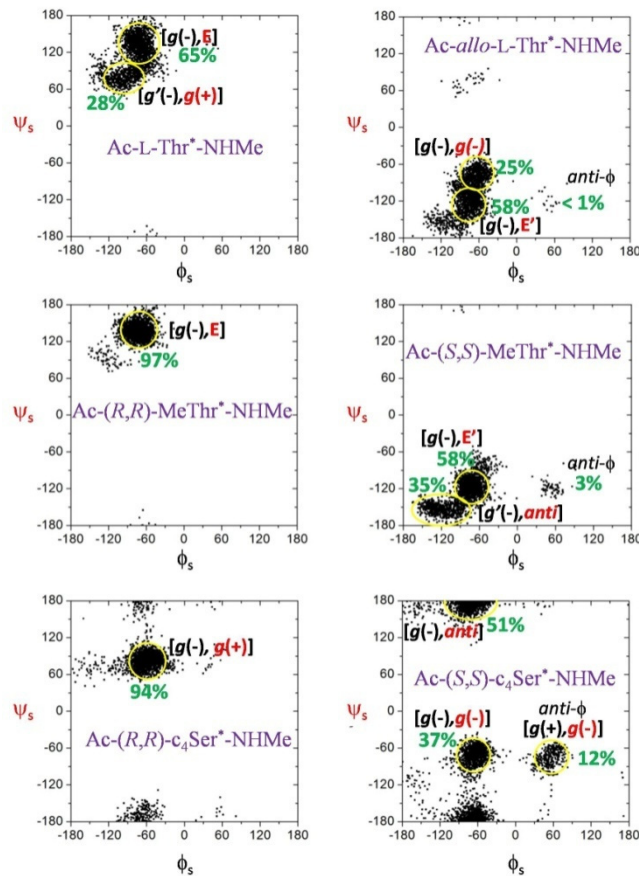 180
120
60
0
-60
-120
-180
-180 -120 -60 0 60 120 180
ψs
ϕs
[g(-),E]
65%
28%
[g'(-),g(+)]
Ac-L-Thr*-NHMe
180
120
60
0
-60
-120
-180
-180 -120 -60 0 60 120 180
ϕs
Ac-allo-L-Thr*-NHMe
[g(-),g(-)]
25%
anti-ϕ
58%
< 1%
[g(-),E']
180
120
60
0
-60
-120
-180
-180 -120 -60 0 60 120 180
ψs
ϕs
[g(-),E]
97%
Ac-(R,R)-MeThr*-NHMe
180
120
60
0
-60
-120
-180
-180 -120 -60 0 60 120 180
ϕs
Ac-(S,S)-MeThr*-NHMe
[g(-),E']
58%
anti-ϕ
35%
3%
[g'(-),anti]
180
120
60
0
-60
-120
-180
-180 -120 -60 0 60 120 180
ψs
ϕs
[g(-), g(+)]
94%
Ac-(R,R)-c₄Ser*-NHMe
180
120
60
0
-60
-120
-180
-180 -120 -60 0 60 120 180
ψs
ϕs
51%
[g(-),anti]
Ac-(S,S)-c₄Ser*-NHMe
anti-ϕ
[g(-),g(-)]
[g(+),g(-)]
37%
12%